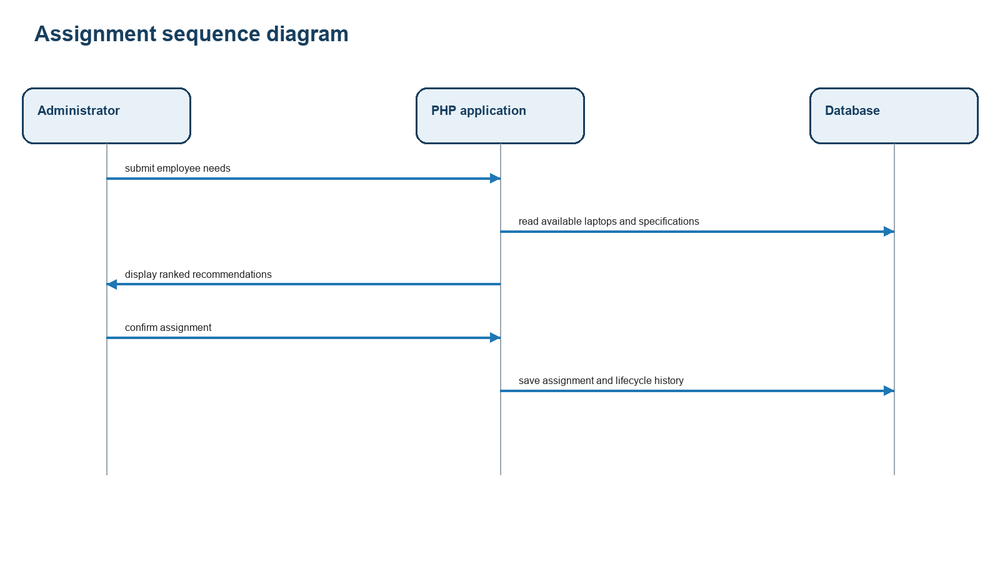 Assignment sequence diagram
Administrator
PHP application
Database
submit employee needs
read available laptops and specifications
display ranked recommendations
confirm assignment
save assignment and lifecycle history